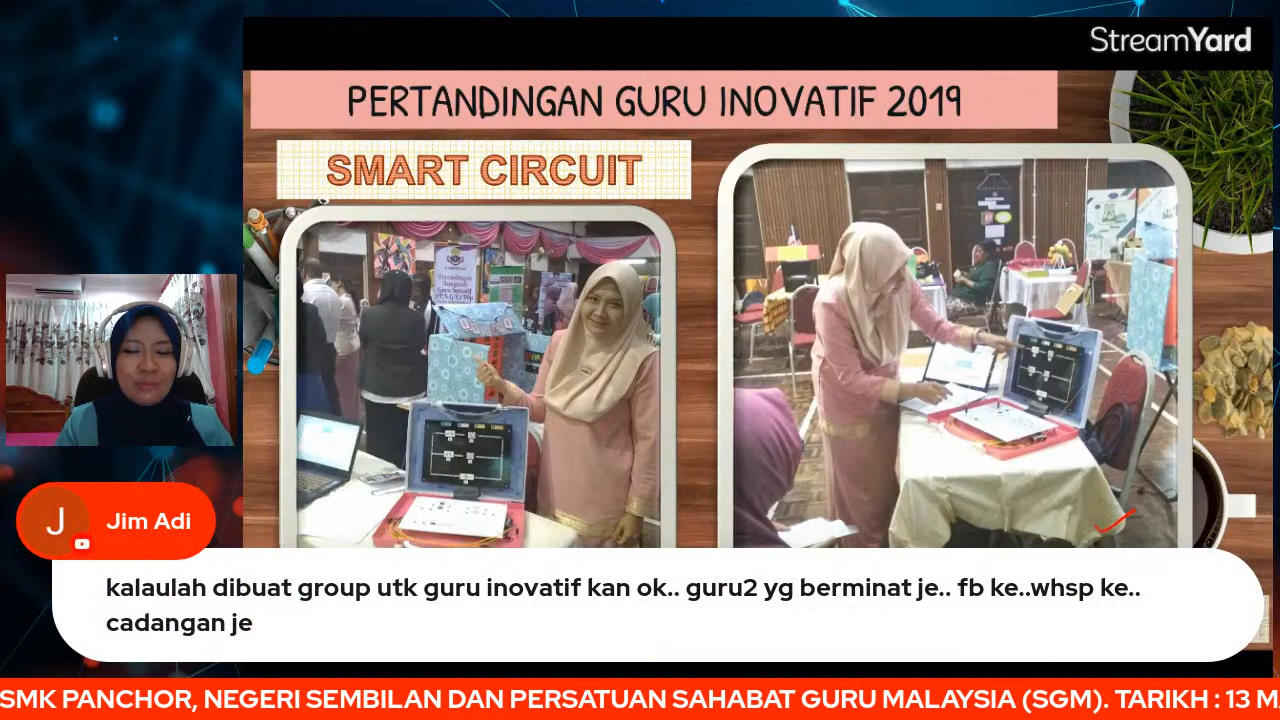 StreamYard
PERTANDINGAN GURU INOVATIF 2019
SMART CIRCUIT
J
Jim Adi
kalaulah dibuat group utk guru inovatif kan ok.. guru2 yg berminat je.. fb ke..whsp ke..
cadangan je
SMK PANCHOR, NEGERI SEMBILAN DAN PERSATUAN SAHABAT GURU MALAYSIA (SGM). TARIKH : 13 M